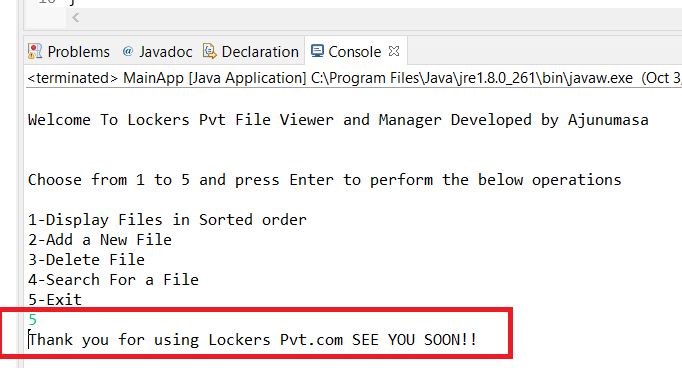 Problems @ Javadoc Declaration Console
<terminated> MainApp [Java Application] C:\Program Files\Java\jre1.8.0_261\bin\javaw.exe (Oct 3,
Welcome To Lockers Pvt File Viewer and Manager Developed by Ajunumasa
Choose from 1 to 5 and press Enter to perform the below operations
1-Display Files in Sorted order
2-Add a New File
3-Delete File
4-Search For a File
5-Exit
5
Thank you for using Lockers Pvt.com SEE YOU SOON!!